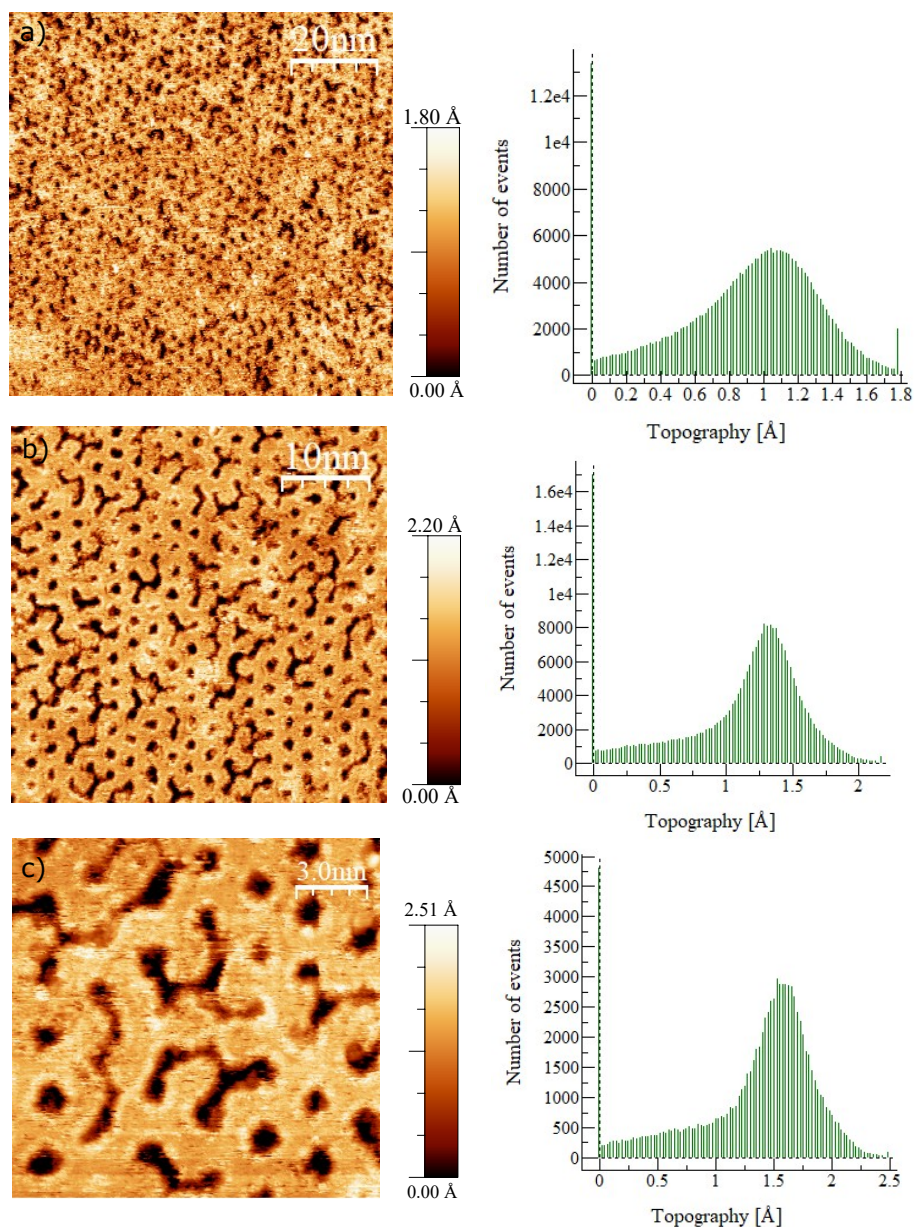 a)
20nm
1.80 Å
0.00 Å
Number of events
1.2e4
1e4
8000
6000
4000
2000
0
0 0.2 0.4 0.6 0.8 1 1.2 1.4 1.6 1.8
Topography [Å]
b)
10nm
2.20 Å
0.00 Å
Number of events
1.6e4
1.4e4
1.2e4
1e4
8000
6000
4000
2000
0
0 0.5 1 1.5 2
Topography [Å]
c)
3.0nm
2.51 Å
0.00 Å
Number of events
5000
4500
4000
3500
3000
2500
2000
1500
1000
500
0
0 0.5 1 1.5 2 2.5
Topography [Å]